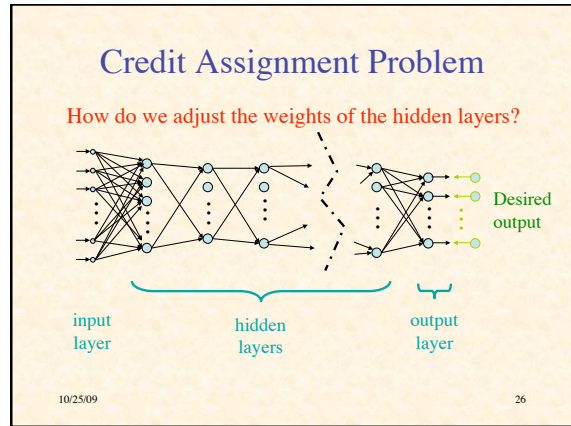 Credit Assignment Problem
How do we adjust the weights of the hidden layers?
Desired
output
input
layer
hidden
layers
output
layer
10/25/09
26